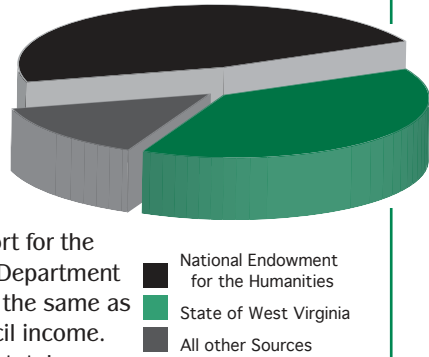 ort for the
Department
the same as
cil income.
National Endowment
for the Humanities
State of West Virginia
All other Sources